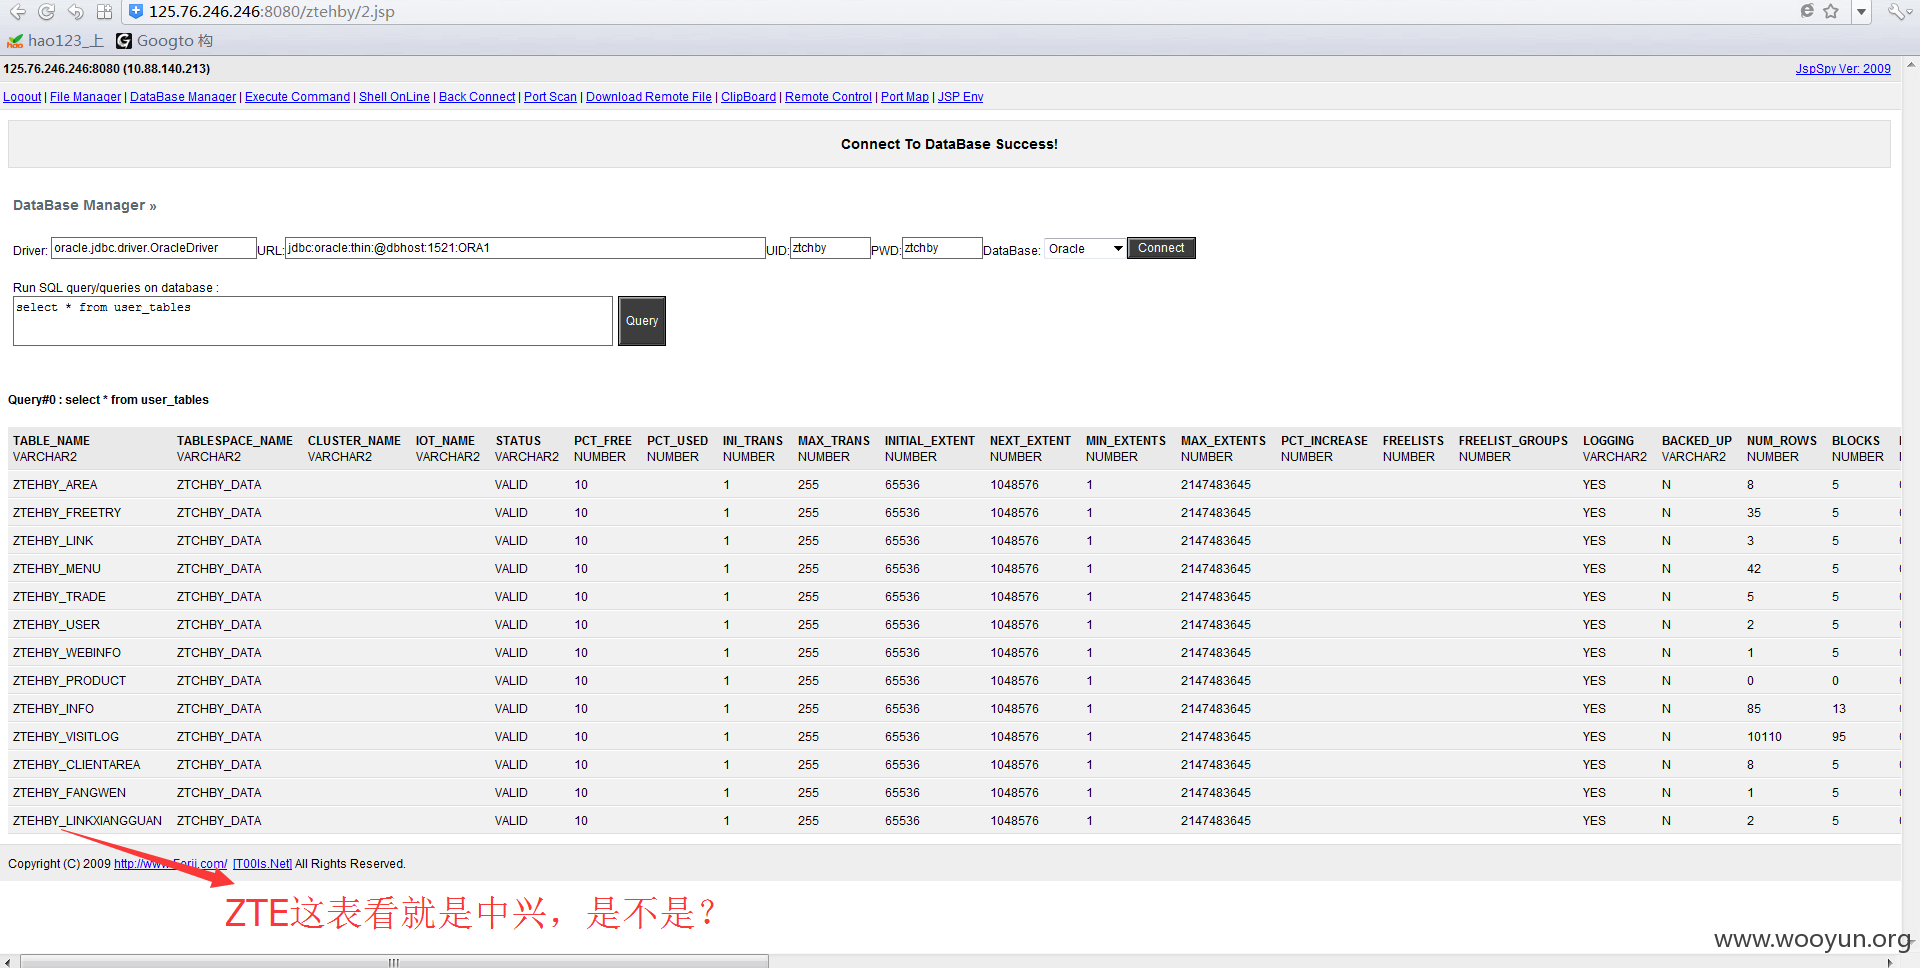 125.76.246.246:8080/ztehby/2.jsp
hao123_上 Googto 构
125.76.246.246:8080 (10.88.140.213) JspSpy Ver: 2009
Logout | File Manager | DataBase Manager | Execute Command | Shell OnLine | Back Connect | Port Scan | Download Remote File | ClipBoard | Remote Control | Port Map | JSP Env
Connect To DataBase Success!
DataBase Manager »
Driver: oracle.jdbc.driver.OracleDriver URL: jdbc:oracle:thin:@dbhost:1521:ORA1 UID: ztchby PWD: ztchby DataBase: Oracle Connect
Run SQL query/queries on database :
select * from user_tables
Query
Query#0 : select * from user_tables
TABLE_NAME TABLESPACE_NAME CLUSTER_NAME IOT_NAME STATUS PCT_FREE PCT_USED INI_TRANS MAX_TRANS INITIAL_EXTENT NEXT_EXTENT MIN_EXTENTS MAX_EXTENTS PCT_INCREASE FREELISTS FREELIST_GROUPS LOGGING BACKED_UP NUM_ROWS BLOCKS
VARCHAR2 VARCHAR2 VARCHAR2 VARCHAR2 VARCHAR2 NUMBER NUMBER NUMBER NUMBER NUMBER NUMBER NUMBER NUMBER NUMBER NUMBER NUMBER VARCHAR2 VARCHAR2 NUMBER NUMBER
ZTEHBY_AREA ZTCHBY_DATA VALID 10 1 255 65536 1048576 1 2147483645 YES N 8 5
ZTEHBY_FREETRY ZTCHBY_DATA VALID 10 1 255 65536 1048576 1 2147483645 YES N 35 5
ZTEHBY_LINK ZTCHBY_DATA VALID 10 1 255 65536 1048576 1 2147483645 YES N 3 5
ZTEHBY_MENU ZTCHBY_DATA VALID 10 1 255 65536 1048576 1 2147483645 YES N 42 5
ZTEHBY_TRADE ZTCHBY_DATA VALID 10 1 255 65536 1048576 1 2147483645 YES N 5 5
ZTEHBY_USER ZTCHBY_DATA VALID 10 1 255 65536 1048576 1 2147483645 YES N 2 5
ZTEHBY_WEBINFO ZTCHBY_DATA VALID 10 1 255 65536 1048576 1 2147483645 YES N 1 5
ZTEHBY_PRODUCT ZTCHBY_DATA VALID 10 1 255 65536 1048576 1 2147483645 YES N 0 0
ZTEHBY_INFO ZTCHBY_DATA VALID 10 1 255 65536 1048576 1 2147483645 YES N 85 13
ZTEHBY_VISITLOG ZTCHBY_DATA VALID 10 1 255 65536 1048576 1 2147483645 YES N 10110 95
ZTEHBY_CLIENTAREA ZTCHBY_DATA VALID 10 1 255 65536 1048576 1 2147483645 YES N 8 5
ZTEHBY_FANGWEN ZTCHBY_DATA VALID 10 1 255 65536 1048576 1 2147483645 YES N 1 5
ZTEHBY_LINKXIANGGUAN ZTCHBY_DATA VALID 10 1 255 65536 1048576 1 2147483645 YES N 2 5
Copyright (C) 2009 [T00ls.Net] All Rights Reserved.
ZTE这表看就是中兴，是不是？
www.wooyun.org